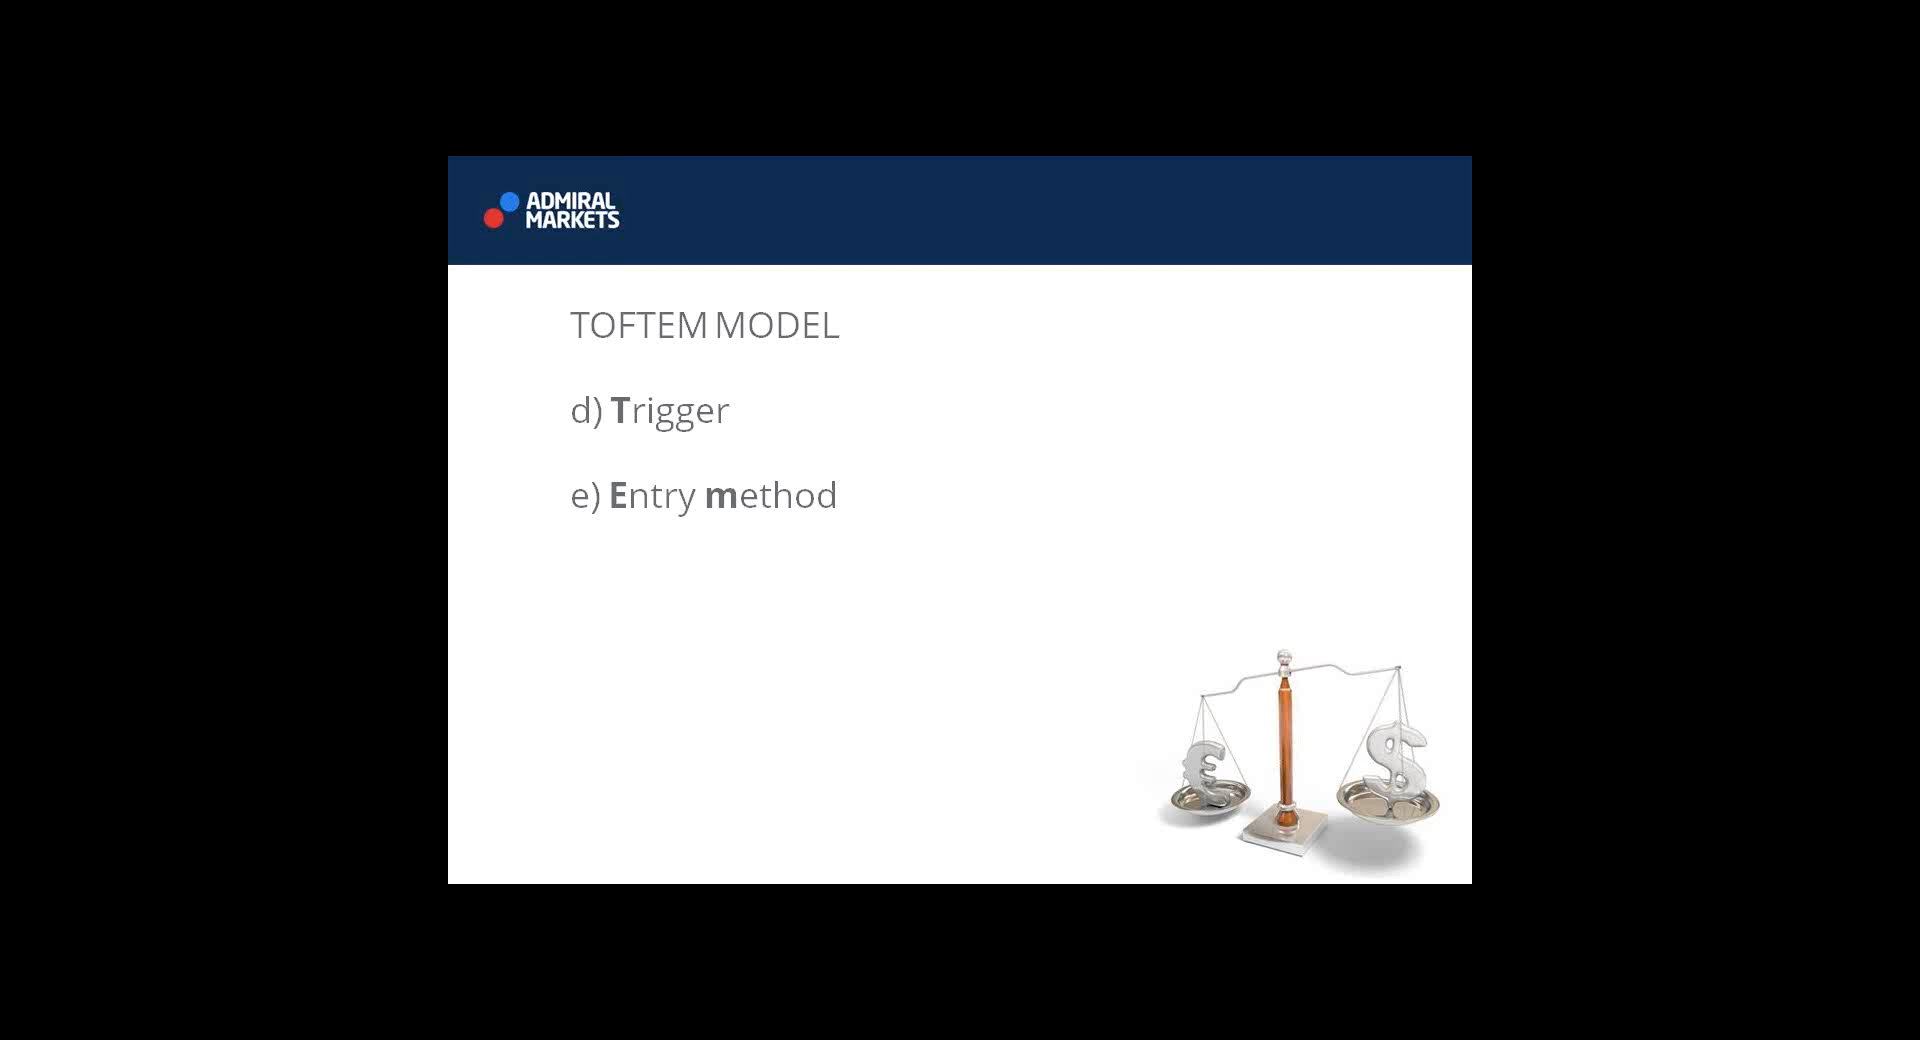 ADMIRAL
MARKETS
TOFTEM MODEL
d) Trigger
e) Entry method